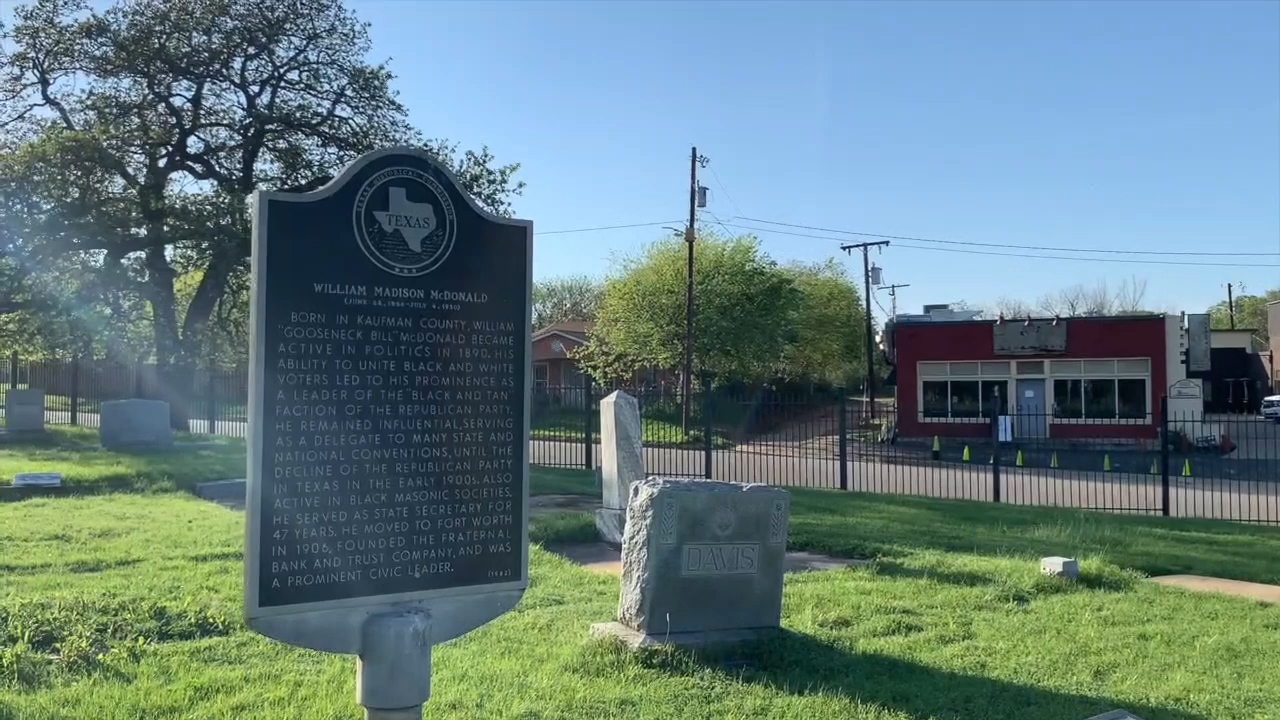 TEXAS HISTORICAL COMMISSION
TEXAS
WILLIAM MADISON McDONALD
BORN IN KAUFMAN COUNTY, WILLIAM
"GOOSENECK BILL" McDONALD BECAME
ACTIVE IN POLITICS IN 1890. HIS
ABILITY TO UNITE BLACK AND WHITE
VOTERS LED TO HIS PROMINENCE AS
A LEADER OF THE 'BLACK AND TAN'
FACTION OF THE REPUBLICAN PARTY.
HE REMAINED INFLUENTIAL, SERVING
AS A DELEGATE TO MANY STATE AND
NATIONAL CONVENTIONS, UNTIL THE
DECLINE OF THE REPUBLICAN PARTY
IN TEXAS IN THE EARLY 1900s. ALSO
ACTIVE IN BLACK MASONIC SOCIETIES,
HE SERVED AS STATE SECRETARY FOR
47 YEARS. HE MOVED TO FORT WORTH
IN 1906, FOUNDED THE FRATERNAL
BANK AND TRUST COMPANY, AND WAS
A PROMINENT CIVIC LEADER.
DAVIS